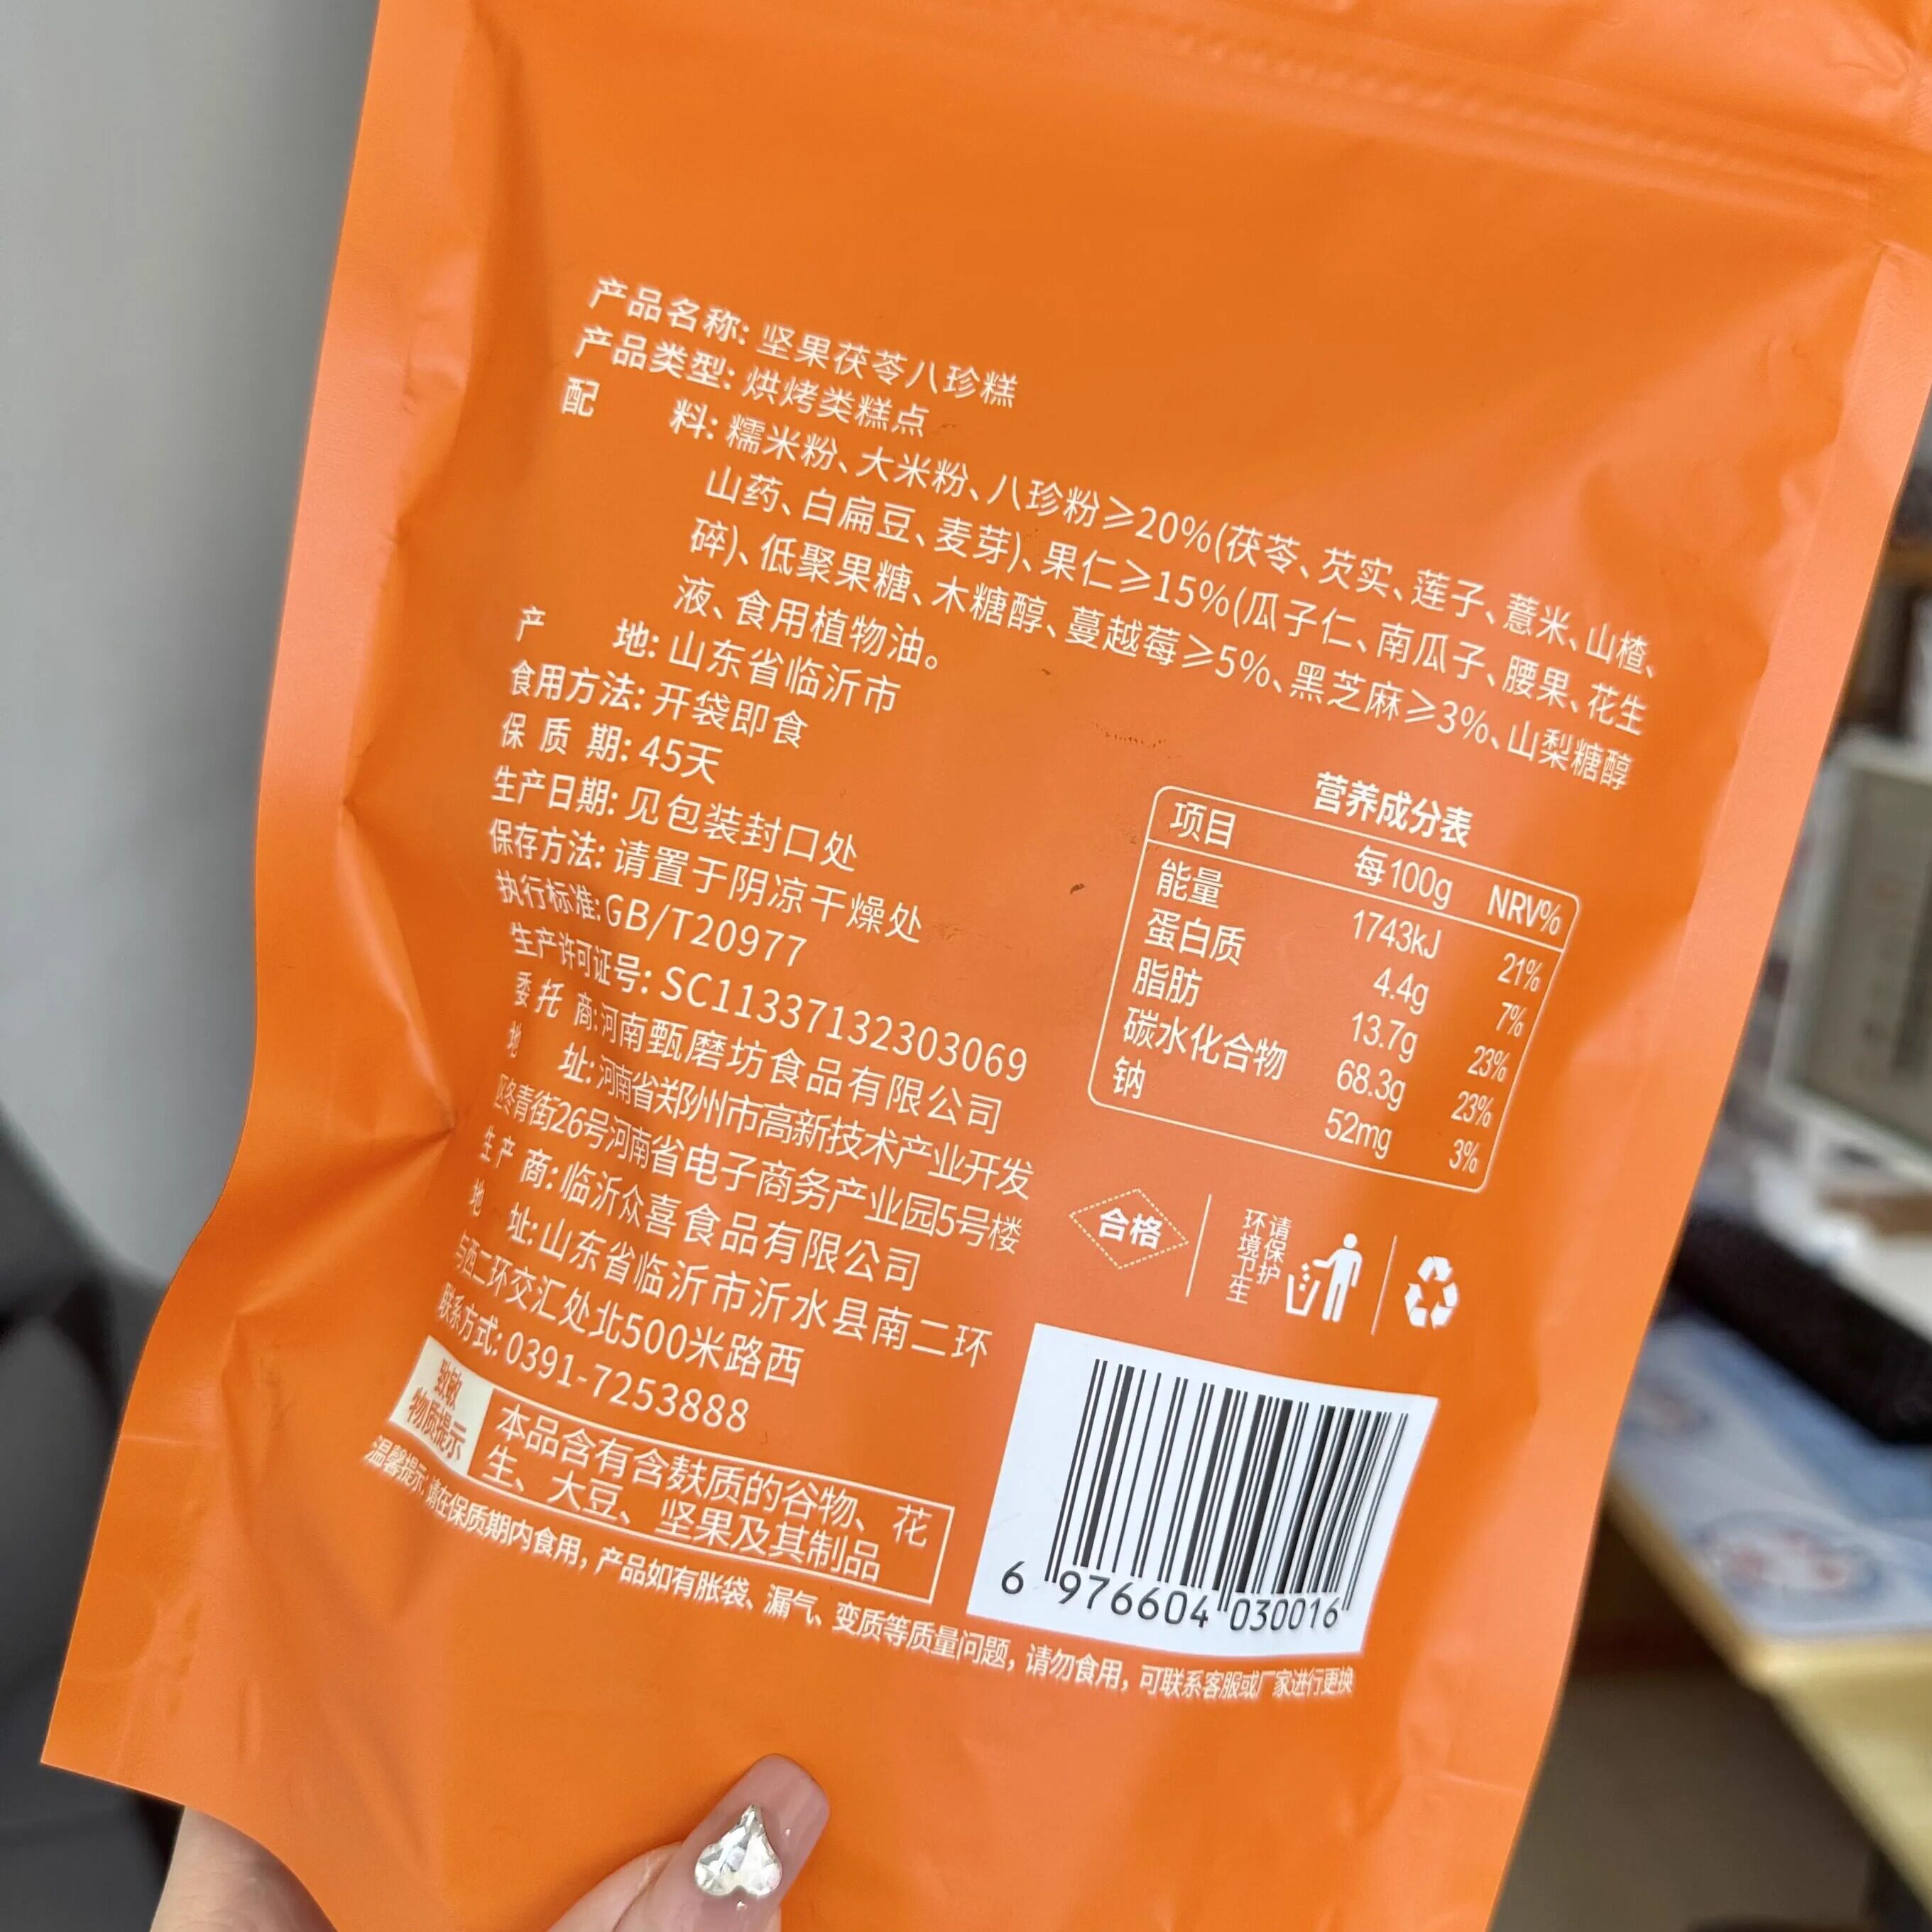 产品名称: 坚果茯苓八珍糕
产品类型: 烘烤类糕点
配 料: 糯米粉、大米粉、八珍粉≥20%(茯苓、芡实、莲子、薏米、山楂、
山药、白扁豆、麦芽)、果仁≥15%(瓜子仁、南瓜子、腰果、花生
碎)、低聚果糖、木糖醇、蔓越莓≥5%、黑芝麻≥3%、山梨糖醇
液、食用植物油。
产 地: 山东省临沂市
食用方法: 开袋即食
保 质 期: 45天
生产日期: 见包装封口处
保存方法: 请置于阴凉干燥处
执行标准: GB/T20977
生产许可证号: SC11337132303069
委 托 商: 河南甄磨坊食品有限公司
地 址: 河南省郑州市高新技术产业开发
区冬青街26号河南省电子商务产业园5号楼
生 产 商: 临沂众喜食品有限公司
地 址: 山东省临沂市沂水县南二环
与西二环交汇处北500米路西
联系方式: 0391-7253888
致敏
物质提示
本品含有含麸质的谷物、花
生、大豆、坚果及其制品
温馨提示: 请在保质期内食用，产品如有胀袋、漏气、变质等质量问题，请勿食用，可联系客服或厂家进行更换
营养成分表
项目 每100g NRV%
能量 1743kJ 21%
蛋白质 4.4g 7%
脂肪 13.7g 23%
碳水化合物 68.3g 23%
钠 52mg 3%
合格
请保护
环境卫生
6 976604 030016